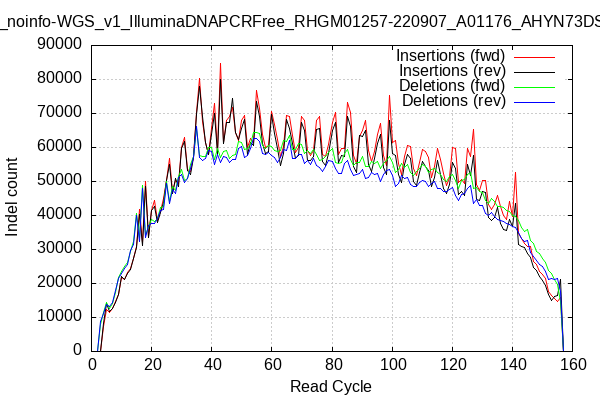 _noinfo-WGS_v1_IlluminaDNAPCRFree_RHGM01257-220907_A01176_AHYN73DS
Insertions (fwd)
Insertions (rev)
Deletions (fwd)
Deletions (rev)
90000
80000
70000
60000
50000
40000
30000
20000
10000
0
Indel count
0 20 40 60 80 100 120 140 160
Read Cycle